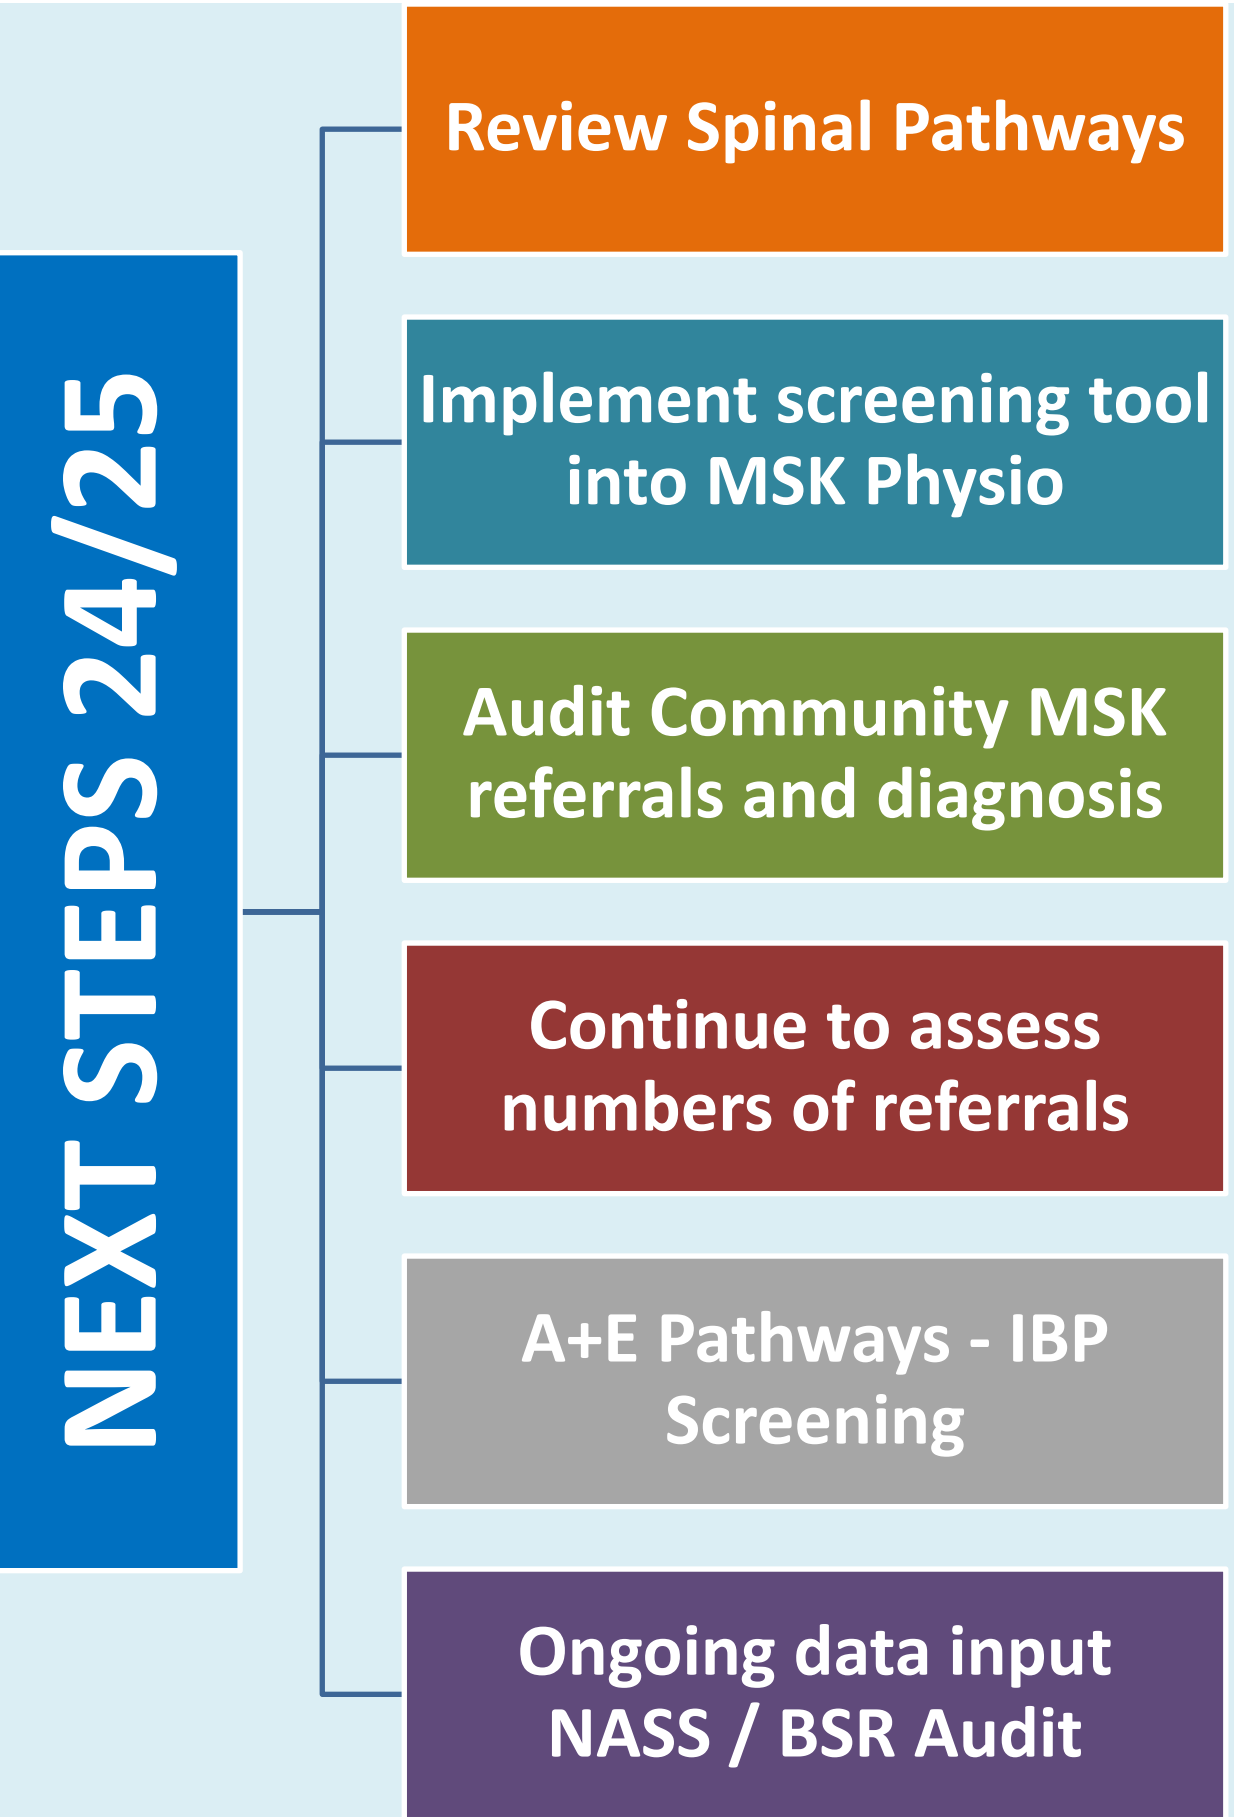 NEXT STEPS 24/25
Review Spinal Pathways
Implement screening tool
into MSK Physio
Audit Community MSK
referrals and diagnosis
Continue to assess
numbers of referrals
A+E Pathways - IBP
Screening
Ongoing data input
NASS / BSR Audit